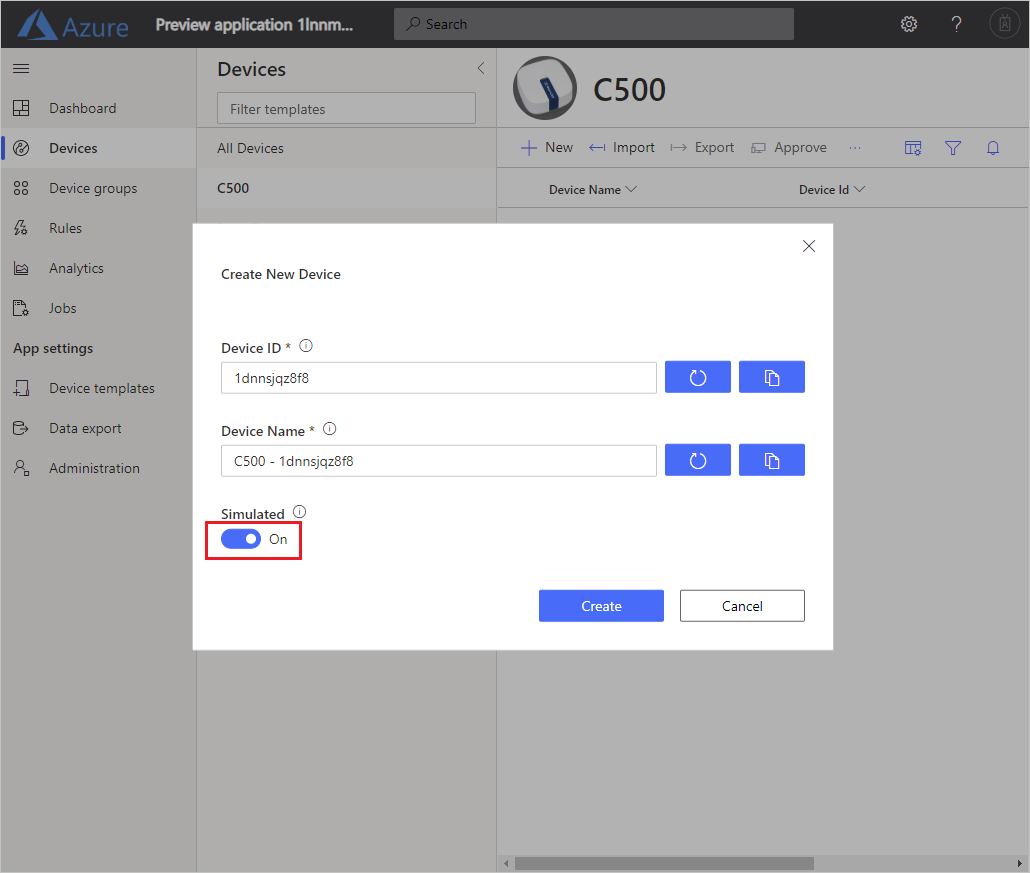 Azure
Preview application 1lnnm...
Search
?
Dashboard
Devices
Device groups
Rules
Analytics
Jobs
App settings
Device templates
Data export
Administration
Devices
Filter templates
All Devices
C500
C500
New Import Export Approve ...
Device Name Device Id
Create New Device
Device ID *
1dnnsjqz8f8
Device Name *
C500 - 1dnnsjqz8f8
Simulated
On
Create Cancel